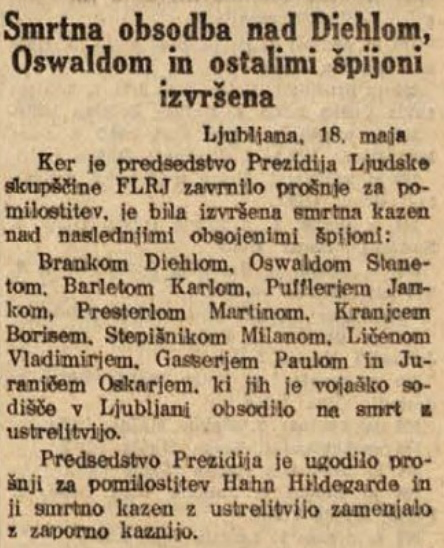 Smrtna obsodba nad Diehlom,
Oswaldom in ostalimi špijoni
izvršena
Ljubljana, 18. maja
Ker je predsedstvo Prezidija Ljudske
skupščine FLRJ zavrnilo prošnje za po-
milostitev, je bila izvršena smrtna kazen
nad naslednjimi obsojenimi špijoni:
Brankom Diehlom, Oswaldom Stane-
tom, Barletom Karlom, Pufflerjem Jan-
kom, Presterlom Martinom, Kranjcem
Borisem, Stepišnikom Milanom, Ličenom
Vladimirjem, Gasserjem Paulom in Ju-
raničem Oskarjem, ki jih je vojaško so-
dišče v Ljubljani obsodilo na smrt z
ustrelitvijo.
Predsedstvo Prezidija je ugodilo pro-
šnji za pomilostitev Hahn Hildegarde in
ji smrtno kazen z ustrelitvijo zamenjalo
z zaporno kaznijo.